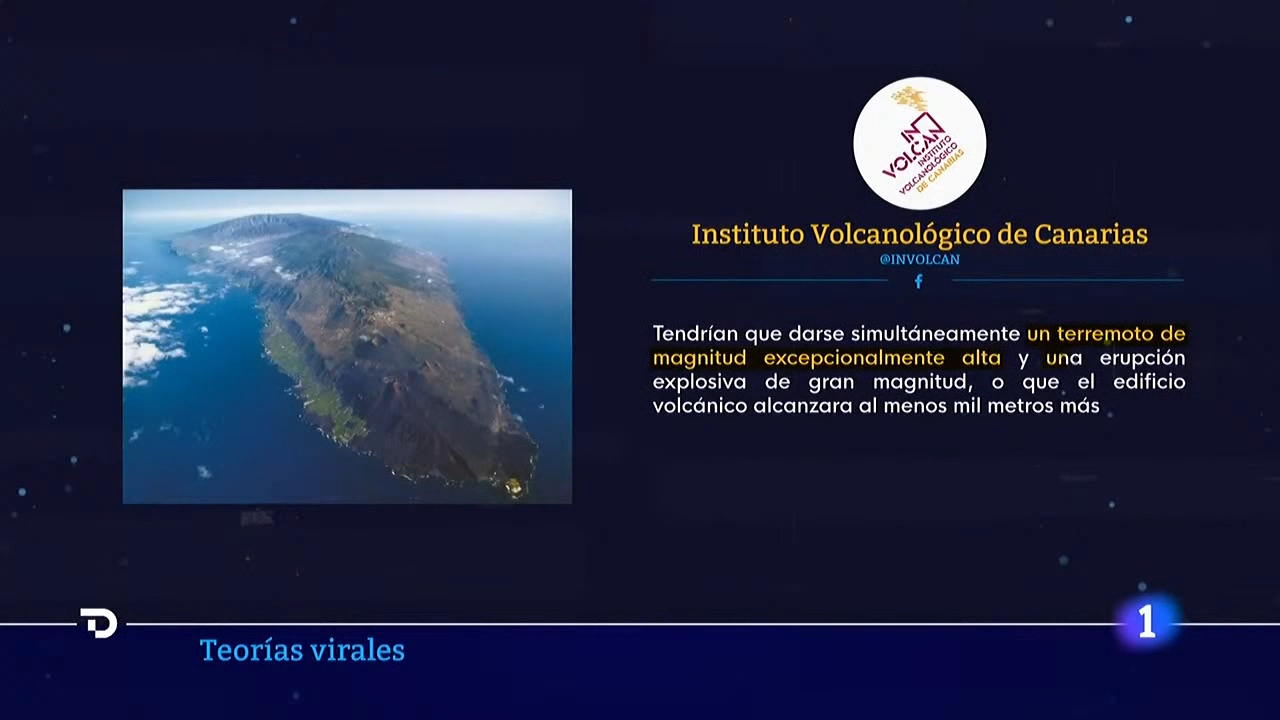 IN
VOLCAN
INSTITUTO
VOLCANOLÓGICO
DE CANARIAS
Instituto Volcanológico de Canarias
@INVOLCAN
Tendrían que darse simultáneamente un terremoto de
magnitud excepcionalmente alta y una erupción
explosiva de gran magnitud, o que el edificio
volcánico alcanzara al menos mil metros más
1
Teorías virales